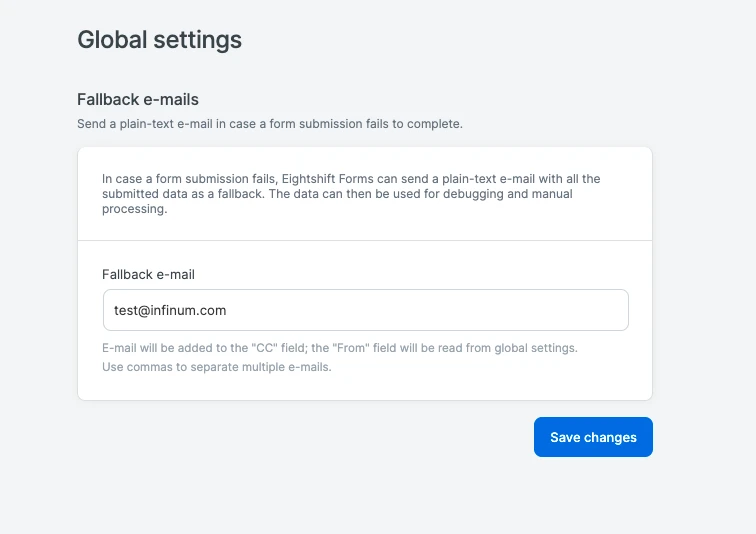 Global settings
Fallback e-mails
Send a plain-text e-mail in case a form submission fails to complete.
In case a form submission fails, Eightshift Forms can send a plain-text e-mail with all the
submitted data as a fallback. The data can then be used for debugging and manual
processing.
Fallback e-mail
test@infinum.com
E-mail will be added to the "CC" field; the "From" field will be read from global settings.
Use commas to separate multiple e-mails.
Save changes